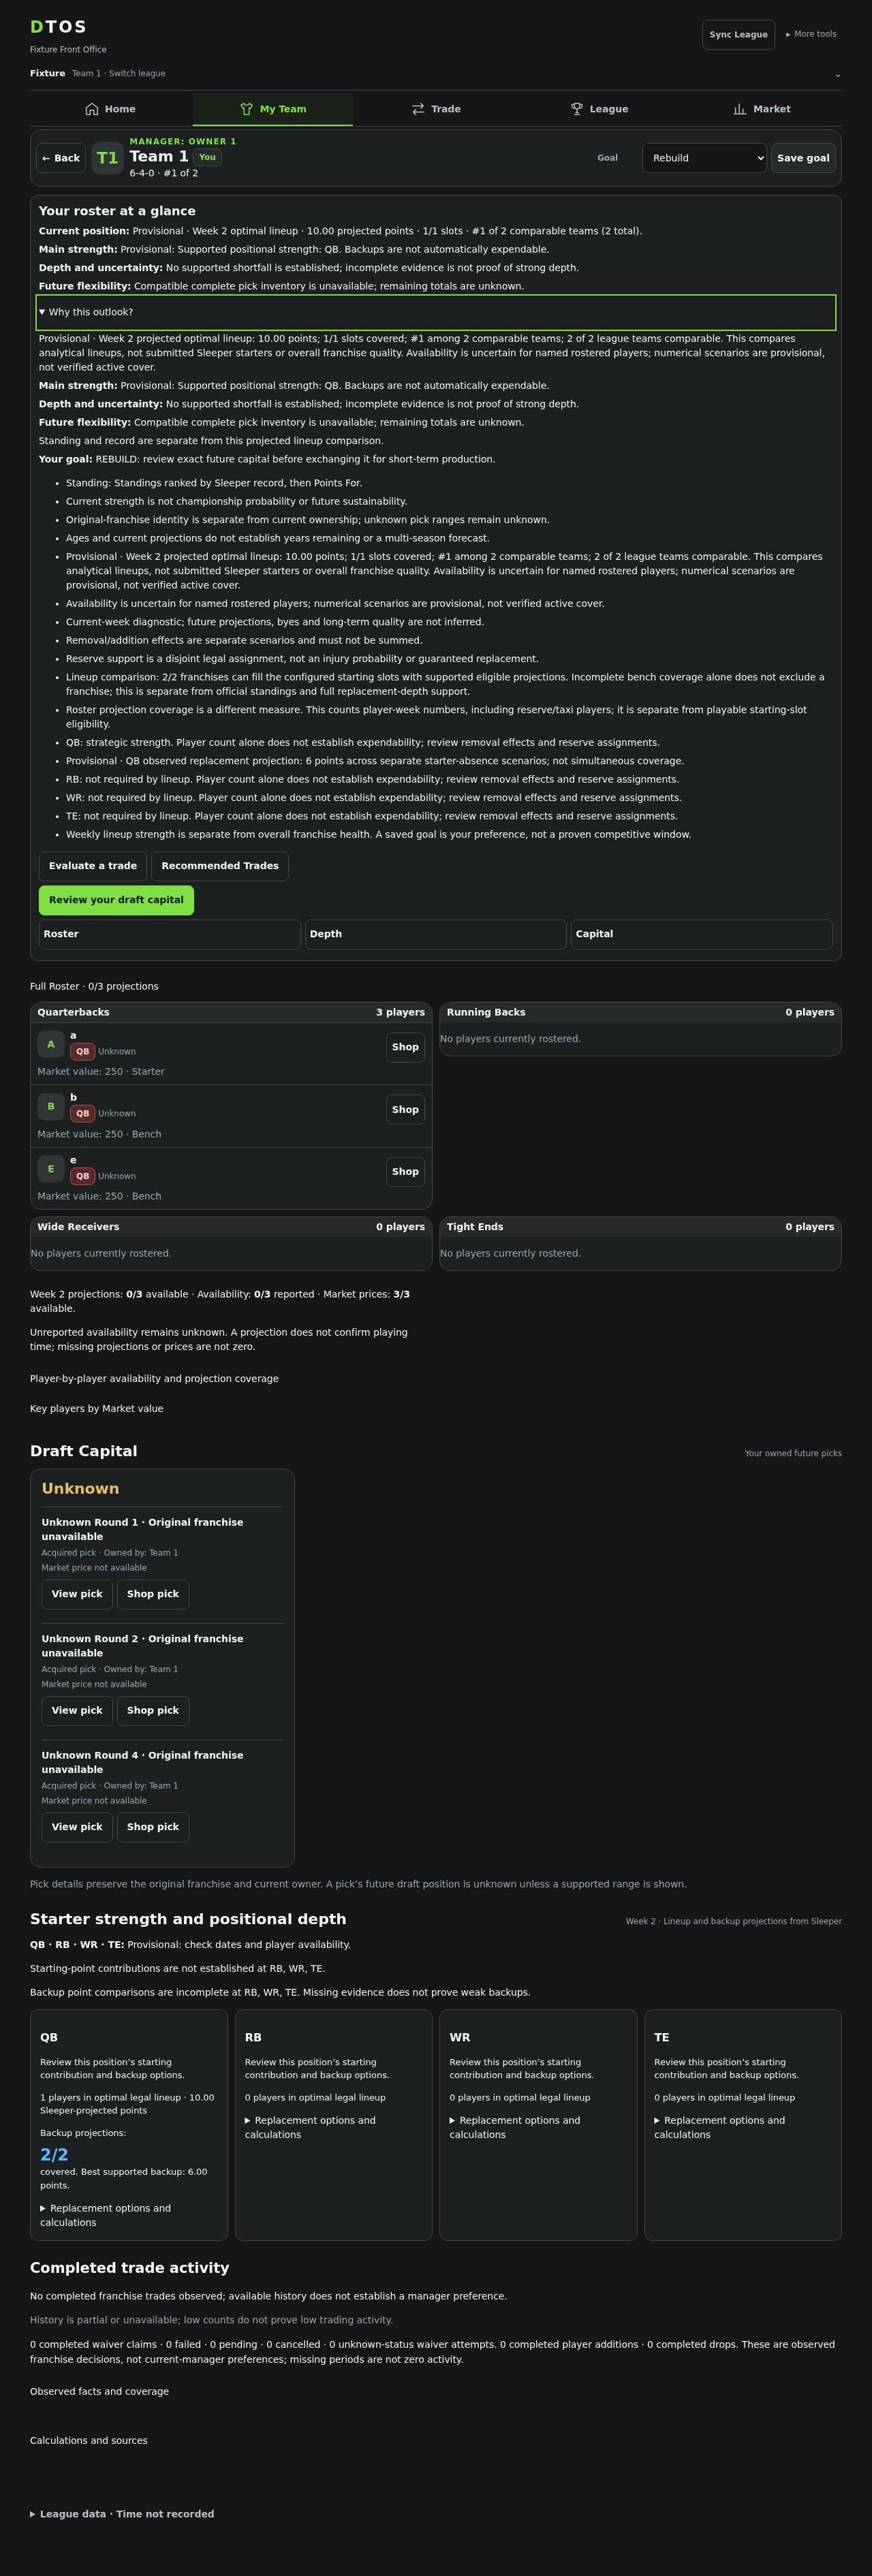 DTOS
Fixture Front Office
Sync League
▸ More tools
Fixture Team 1 · Switch league
Home
My Team
Trade
League
Market
← Back
T1
MANAGER: OWNER 1
Team 1 You
6-4-0 · #1 of 2
Goal
Rebuild
Save goal
Your roster at a glance
Current position: Provisional · Week 2 optimal lineup · 10.00 projected points · 1/1 slots · #1 of 2 comparable teams (2 total).
Main strength: Provisional: Supported positional strength: QB. Backups are not automatically expendable.
Depth and uncertainty: No supported shortfall is established; incomplete evidence is not proof of strong depth.
Future flexibility: Compatible complete pick inventory is unavailable; remaining totals are unknown.
▼ Why this outlook?
Provisional · Week 2 projected optimal lineup: 10.00 points; 1/1 slots covered; #1 among 2 comparable teams; 2 of 2 league teams comparable. This compares
analytical lineups, not submitted Sleeper starters or overall franchise quality. Availability is uncertain for named rostered players; numerical scenarios are provisional,
not verified active cover.
Main strength: Provisional: Supported positional strength: QB. Backups are not automatically expendable.
Depth and uncertainty: No supported shortfall is established; incomplete evidence is not proof of strong depth.
Future flexibility: Compatible complete pick inventory is unavailable; remaining totals are unknown.
Standing and record are separate from this projected lineup comparison.
Your goal: REBUILD: review exact future capital before exchanging it for short-term production.
• Standing: Standings ranked by Sleeper record, then Points For.
• Current strength is not championship probability or future sustainability.
• Original-franchise identity is separate from current ownership; unknown pick ranges remain unknown.
• Ages and current projections do not establish years remaining or a multi-season forecast.
• Provisional · Week 2 projected optimal lineup: 10.00 points; 1/1 slots covered; #1 among 2 comparable teams; 2 of 2 league teams comparable. This compares
analytical lineups, not submitted Sleeper starters or overall franchise quality. Availability is uncertain for named rostered players; numerical scenarios are
provisional, not verified active cover.
• Availability is uncertain for named rostered players; numerical scenarios are provisional, not verified active cover.
• Current-week diagnostic; future projections, byes and long-term quality are not inferred.
• Removal/addition effects are separate scenarios and must not be summed.
• Reserve support is a disjoint legal assignment, not an injury probability or guaranteed replacement.
• Lineup comparison: 2/2 franchises can fill the configured starting slots with supported eligible projections. Incomplete bench coverage alone does not exclude a
franchise; this is separate from official standings and full replacement-depth support.
• Roster projection coverage is a different measure. This counts player-week numbers, including reserve/taxi players; it is separate from playable starting-slot
eligibility.
• QB: strategic strength. Player count alone does not establish expendability; review removal effects and reserve assignments.
• Provisional · QB observed replacement projection: 6 points across separate starter-absence scenarios; not simultaneous coverage.
• RB: not required by lineup. Player count alone does not establish expendability; review removal effects and reserve assignments.
• WR: not required by lineup. Player count alone does not establish expendability; review removal effects and reserve assignments.
• TE: not required by lineup. Player count alone does not establish expendability; review removal effects and reserve assignments.
• Weekly lineup strength is separate from overall franchise health. A saved goal is your preference, not a proven competitive window.
Evaluate a trade
Recommended Trades
Review your draft capital
Roster
Depth
Capital
Full Roster · 0/3 projections
Quarterbacks 3 players
A
a
QB Unknown
Market value: 250 · Starter
Shop
B
b
QB Unknown
Market value: 250 · Bench
Shop
E
e
QB Unknown
Market value: 250 · Bench
Shop
Running Backs 0 players
No players currently rostered.
Wide Receivers 0 players
No players currently rostered.
Tight Ends 0 players
No players currently rostered.
Week 2 projections: 0/3 available · Availability: 0/3 reported · Market prices: 3/3
available.
Unreported availability remains unknown. A projection does not confirm playing
time; missing projections or prices are not zero.
Player-by-player availability and projection coverage
Key players by Market value
Draft Capital
Your owned future picks
Unknown
Unknown Round 1 · Original franchise
unavailable
Acquired pick · Owned by: Team 1
Market price not available
View pick
Shop pick
Unknown Round 2 · Original franchise
unavailable
Acquired pick · Owned by: Team 1
Market price not available
View pick
Shop pick
Unknown Round 4 · Original franchise
unavailable
Acquired pick · Owned by: Team 1
Market price not available
View pick
Shop pick
Pick details preserve the original franchise and current owner. A pick’s future draft position is unknown unless a supported range is shown.
Starter strength and positional depth
Week 2 · Lineup and backup projections from Sleeper
QB · RB · WR · TE: Provisional: check dates and player availability.
Starting-point contributions are not established at RB, WR, TE.
Backup point comparisons are incomplete at RB, WR, TE. Missing evidence does not prove weak backups.
QB
Review this position’s starting
contribution and backup options.
1 players in optimal legal lineup · 10.00
Sleeper-projected points
Backup projections:
2/2
covered. Best supported backup: 6.00
points.
▶ Replacement options and
calculations
RB
Review this position’s starting
contribution and backup options.
0 players in optimal legal lineup
▶ Replacement options and
calculations
WR
Review this position’s starting
contribution and backup options.
0 players in optimal legal lineup
▶ Replacement options and
calculations
TE
Review this position’s starting
contribution and backup options.
0 players in optimal legal lineup
▶ Replacement options and
calculations
Completed trade activity
No completed franchise trades observed; available history does not establish a manager preference.
History is partial or unavailable; low counts do not prove low trading activity.
0 completed waiver claims · 0 failed · 0 pending · 0 cancelled · 0 unknown-status waiver attempts. 0 completed player additions · 0 completed drops. These are observed
franchise decisions, not current-manager preferences; missing periods are not zero activity.
Observed facts and coverage
Calculations and sources
▶ League data · Time not recorded